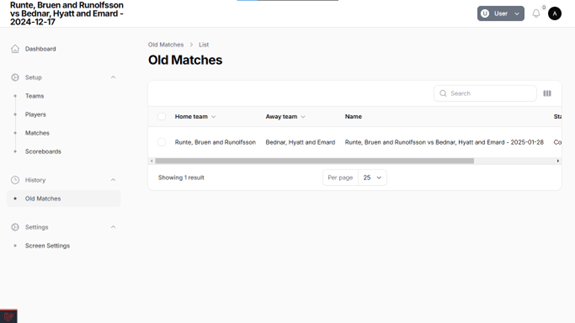 Runte, Bruen and Runolfsson
vs Bednar, Hyatt and Emard -
2024-12-17
U User
0
A
Dashboard
Setup
Teams
Players
Matches
Scoreboards
History
Old Matches
Settings
Screen Settings
Old Matches > List
Old Matches
Search
Home team Away team Name Sta
Runte, Bruen and Runolfsson Bednar, Hyatt and Emard Runte, Bruen and Runolfsson vs Bednar, Hyatt and Emard - 2025-01-28 Co
Showing 1 result
Per page 25